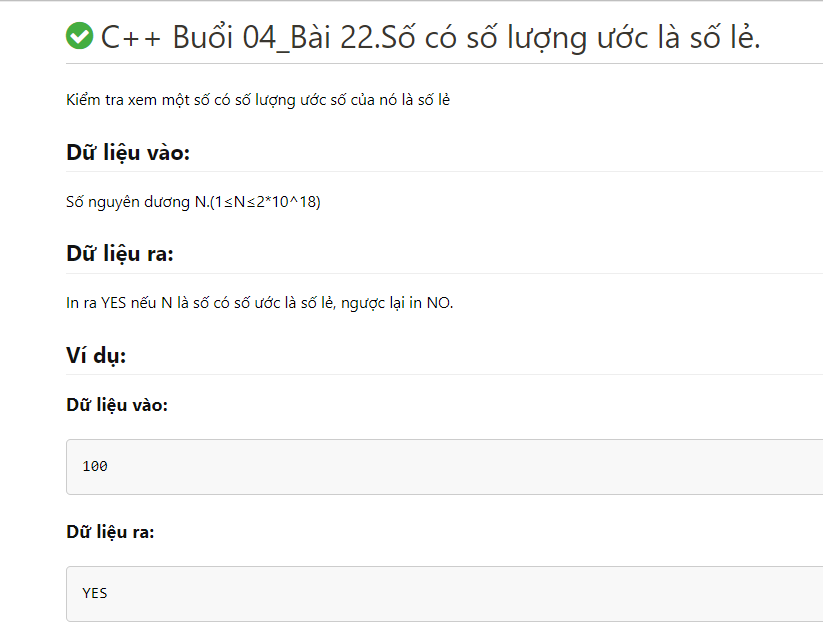 C++ Buổi 04_Bài 22.Số có số lượng ước là số lẻ.
Kiểm tra xem một số có số lượng ước số của nó là số lẻ
Dữ liệu vào:
Số nguyên dương N.(1≤N≤2*10^18)
Dữ liệu ra:
In ra YES nếu N là số có số ước là số lẻ, ngược lại in NO.
Ví dụ:
Dữ liệu vào:
100
Dữ liệu ra:
YES